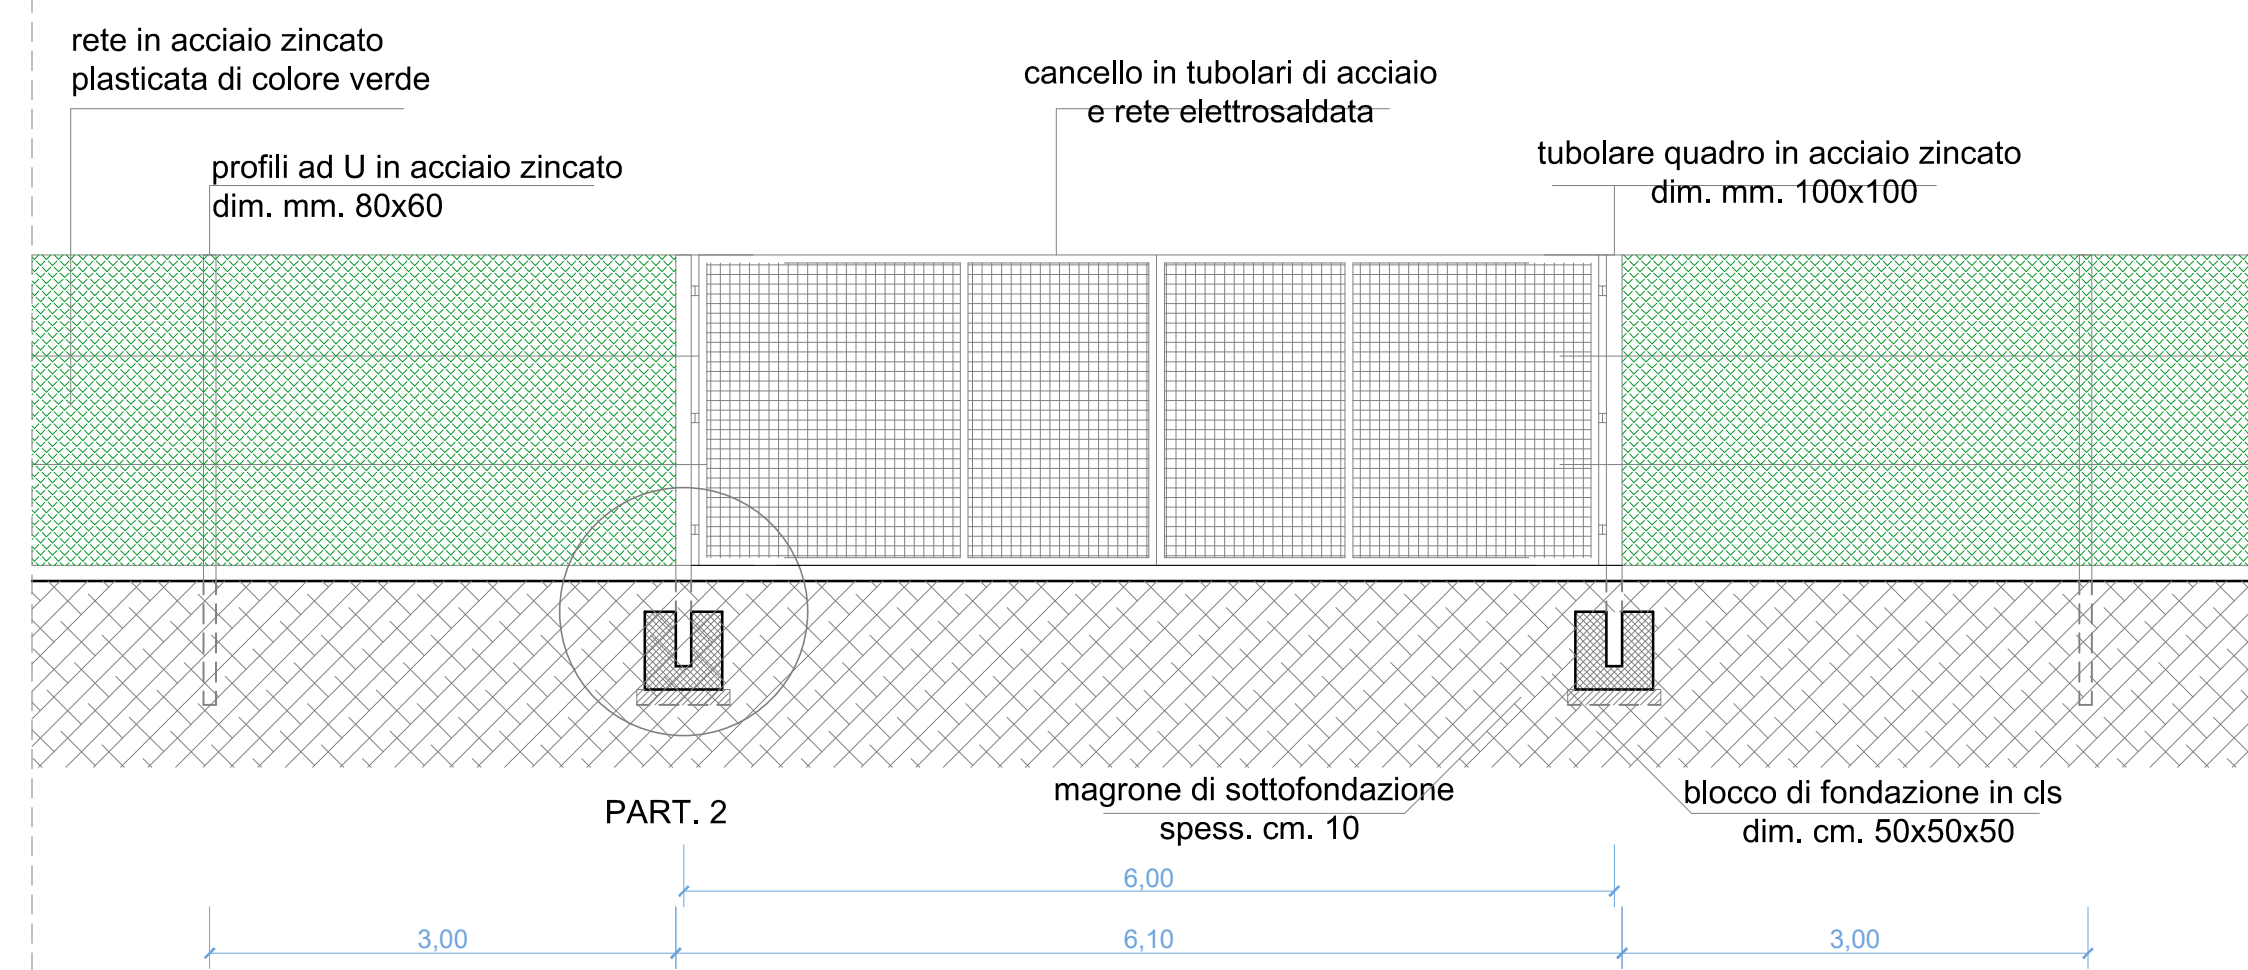 rete in acciaio zincato
plasticata di colore verde
cancello in tubolari di acciaio
e rete elettrosaldata
profili ad U in acciaio zincato
dim. mm. 80x60
tubolare quadro in acciaio zincato
dim. mm. 100x100
PART. 2
magrone di sottofondazione
spess. cm. 10
blocco di fondazione in cls
dim. cm. 50x50x50
6,00
3,00
6,10
3,00